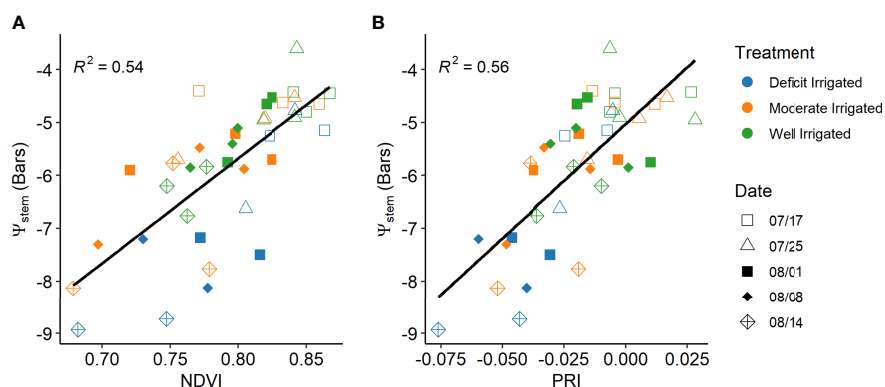 A
B
R² = 0.54
R² = 0.56
Ψstem (Bars)
-4
-5
-6
-7
-8
-9
0.70 0.75 0.80 0.85
NDVI
Ψstem (Bars)
-4
-5
-6
-7
-8
-9
-0.075 -0.050 -0.025 0.000 0.025
PRI
Treatment
Deficit Irrigated
Mocerate Irrigated
Well Irrigated
Date
07/17
07/25
08/01
08/08
08/14